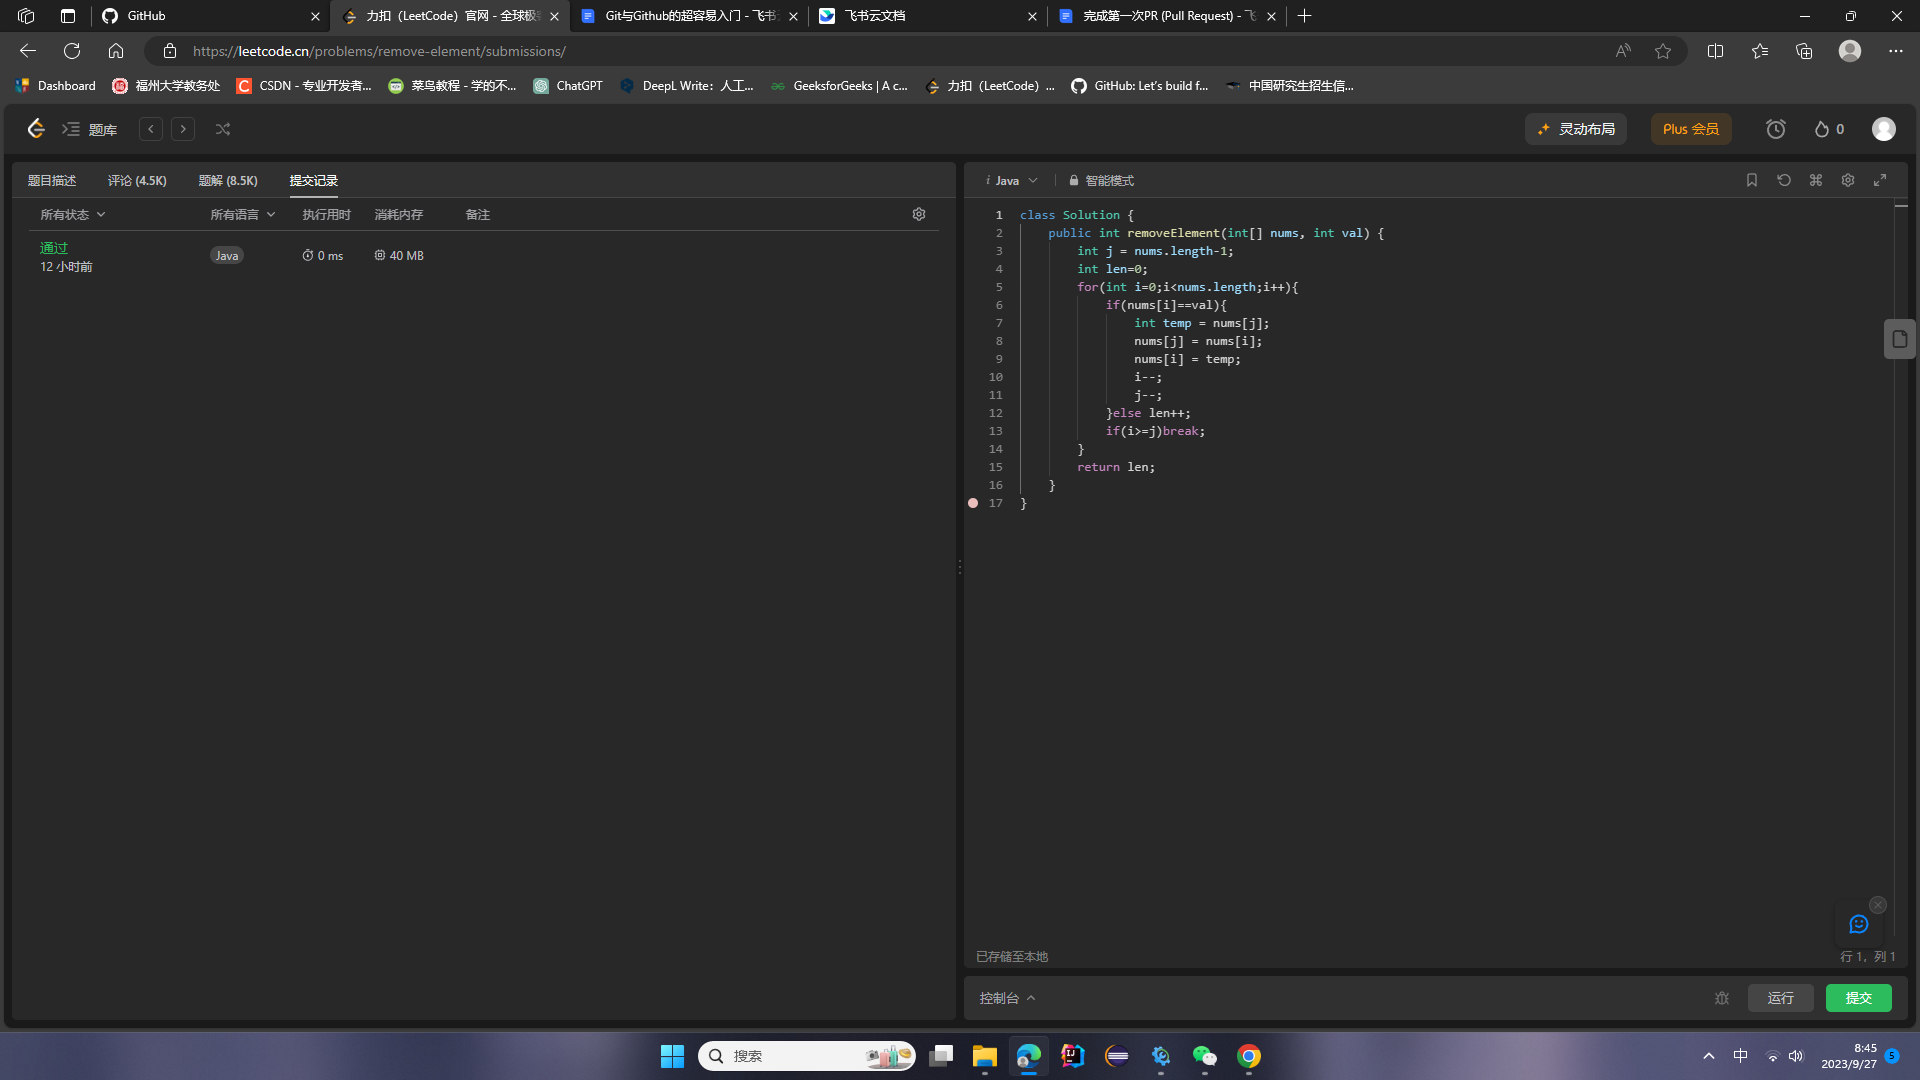 GitHub
力扣（LeetCode）官网 - 全球极
Git与Github的超容易入门 - 飞书
飞书云文档
完成第一次PR (Pull Request) - 飞
https://leetcode.cn/problems/remove-element/submissions/
Dashboard
福州大学教务处
CSDN - 专业开发者...
菜鸟教程 - 学的不...
ChatGPT
DeepL Write：人工...
GeeksforGeeks | A c...
力扣（LeetCode）...
GitHub: Let's build f...
中国研究生招生信...
题库
灵动布局
Plus 会员
0
题目描述
评论 (4.5K)
题解 (8.5K)
提交记录
所有状态
所有语言
执行用时
消耗内存
备注
通过
12 小时前
Java
0 ms
40 MB
i Java
智能模式
1 class Solution {
2 public int removeElement(int[] nums, int val) {
3 int j = nums.length-1;
4 int len=0;
5 for(int i=0;i<nums.length;i++){
6 if(nums[i]==val){
7 int temp = nums[j];
8 nums[j] = nums[i];
9 nums[i] = temp;
10 i--;
11 j--;
12 }else len++;
13 if(i>=j)break;
14 }
15 return len;
16 }
17 }
已存储至本地
行 1，列 1
控制台
运行
提交
搜索
中
8:45
2023/9/27
5